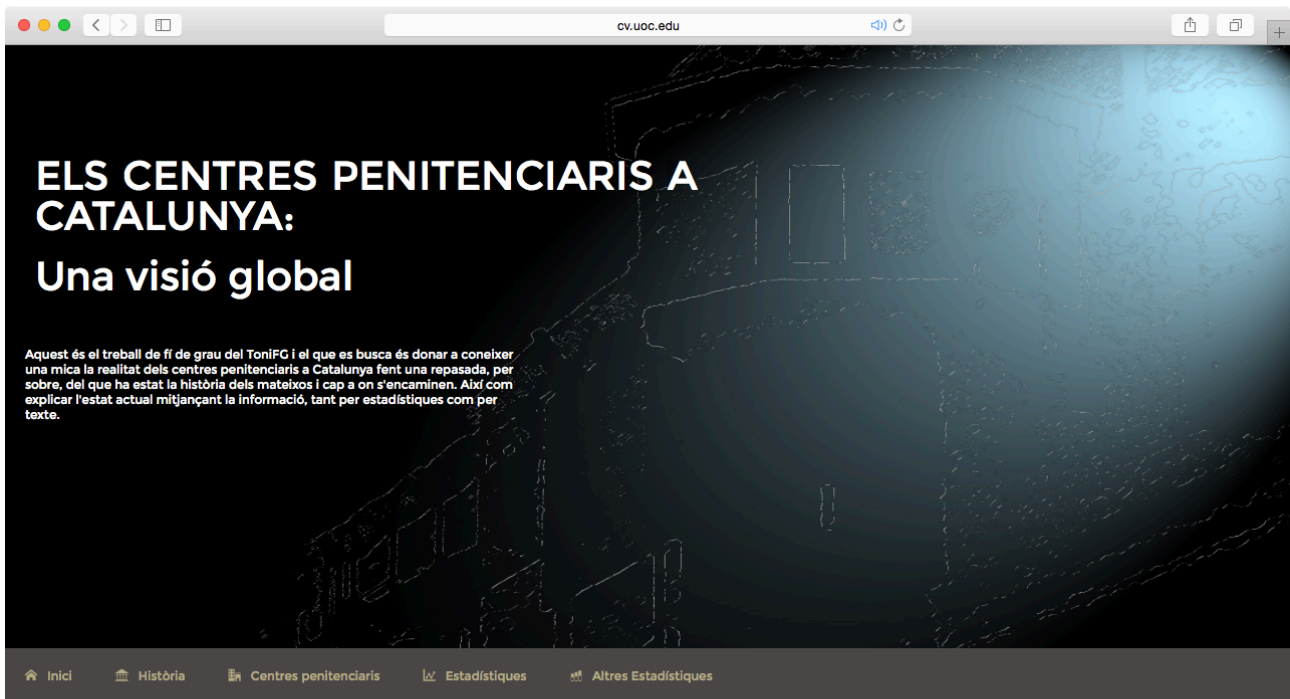 cv.uoc.edu
ELS CENTRES PENITENCIARIS A
CATALUNYA:
Una visió global
Aquest és el treball de fí de grau del ToniFG i el que es busca és donar a coneixer
una mica la realitat dels centres penitenciaris a Catalunya fent una repasada, per
sobre, del que ha estat la història dels mateixos i cap a on s'encaminen. Així com
explicar l'estat actual mitjançant la informació, tant per estadístiques com per
texte.
Inici
Històría
Centres penitenciaris
Estadístiques
Altres Estadístiques